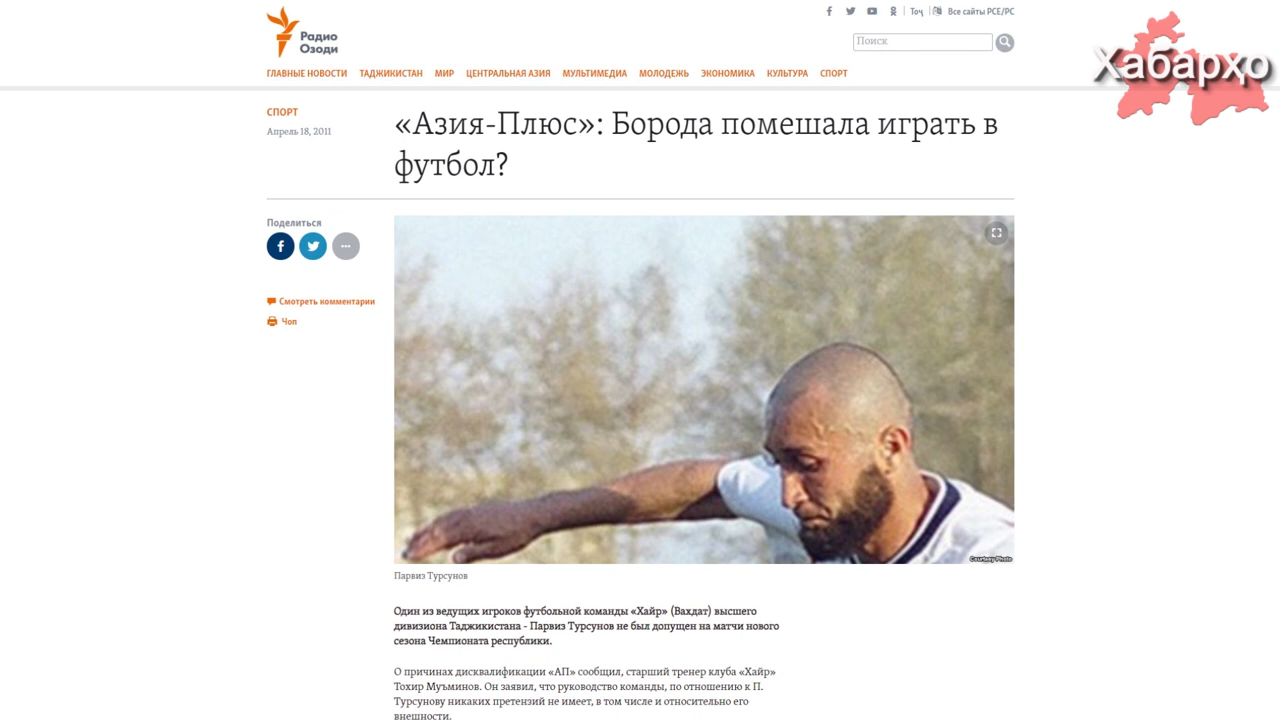 Радио
Озоди
Тоҷ
Все сайты РСЕ/РС
Поиск
Хабарҳо
ГЛАВНЫЕ НОВОСТИ ТАДЖИКИСТАН МИР ЦЕНТРАЛЬНАЯ АЗИЯ МУЛЬТИМЕДИА МОЛОДЕЖЬ ЭКОНОМИКА КУЛЬТУРА СПОРТ
СПОРТ
Апрель 18, 2011
«Азия-Плюс»: Борода помешала играть в
футбол?
Поделиться
Смотреть комментарии
Чоп
Courtesy Photo
Парвиз Турсунов
Один из ведущих игроков футбольной команды «Хайр» (Вахдат) высшего
дивизиона Таджикистана - Парвиз Турсунов не был допущен на матчи нового
сезона Чемпионата республики.
О причинах дисквалификации «АП» сообщил, старший тренер клуба «Хайр»
Тохир Муъминов. Он заявил, что руководство команды, по отношению к П.
Турсунову никаких претензий не имеет, в том числе и относительно его
внешности.